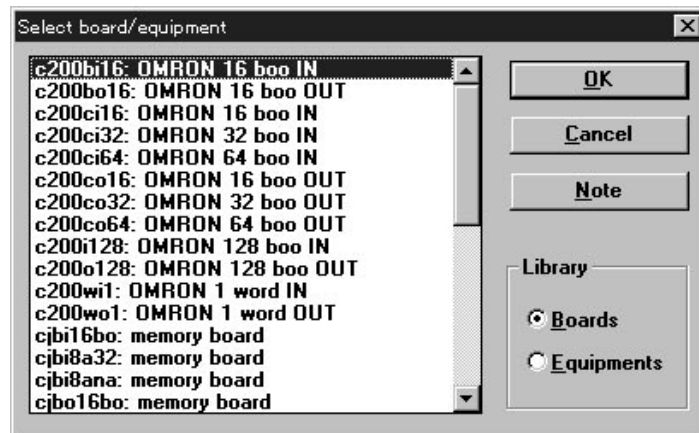 Select board/equipment
c200bi16: OMRON 16 boo IN
c200bo16: OMRON 16 boo OUT
c200ci16: OMRON 16 boo IN
c200ci32: OMRON 32 boo IN
c200ci64: OMRON 64 boo IN
c200co16: OMRON 16 boo OUT
c200co32: OMRON 32 boo OUT
c200co64: OMRON 64 boo OUT
c200i128: OMRON 128 boo IN
c200o128: OMRON 128 boo OUT
c200wi1: OMRON 1 word IN
c200wo1: OMRON 1 word OUT
cjbi16bo: memory board
cjbi8a32: memory board
cjbi8ana: memory board
cjbo16bo: memory board
OK
Cancel
Note
Library
Boards
Equipments